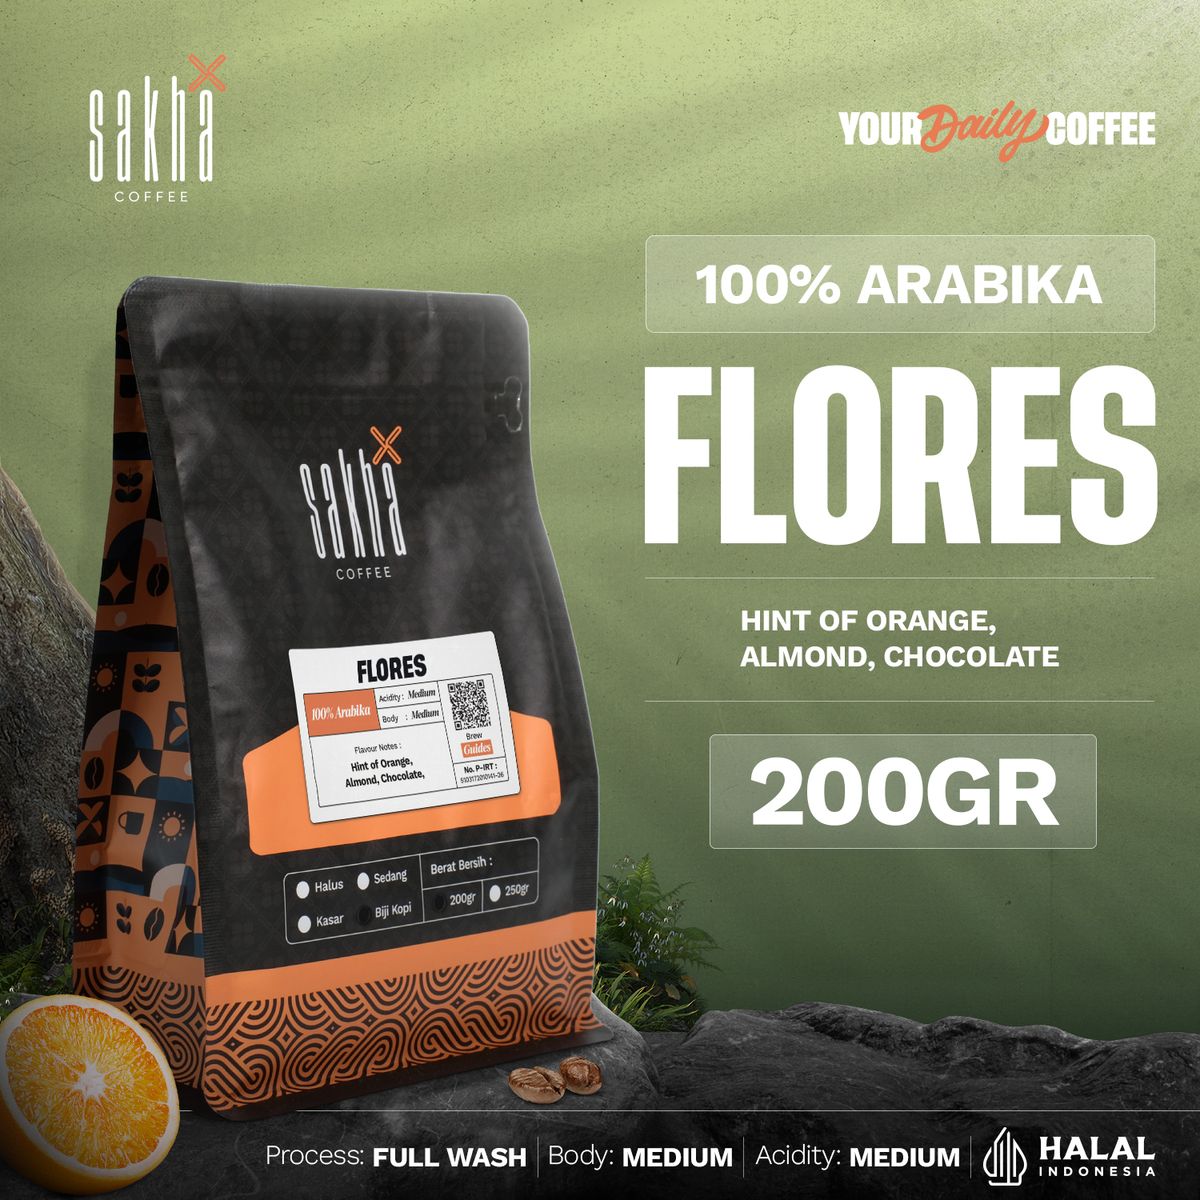 sakha
COFFEE
YOUR Daily COFFEE
100% ARABIKA
FLORES
HINT OF ORANGE,
ALMOND, CHOCOLATE
200GR
sakha
COFFEE
FLORES
100% Arabika
Acidity : Medium
Body : Medium
Flavour Notes :
Hint of Orange,
Almond, Chocolate,
Brew
Guides
No. P-IRT :
Halus
Sedang
Kasar
Biji Kopi
Berat Bersih :
200gr
250gr
Process: FULL WASH
Body: MEDIUM
Acidity: MEDIUM
HALAL
INDONESIA